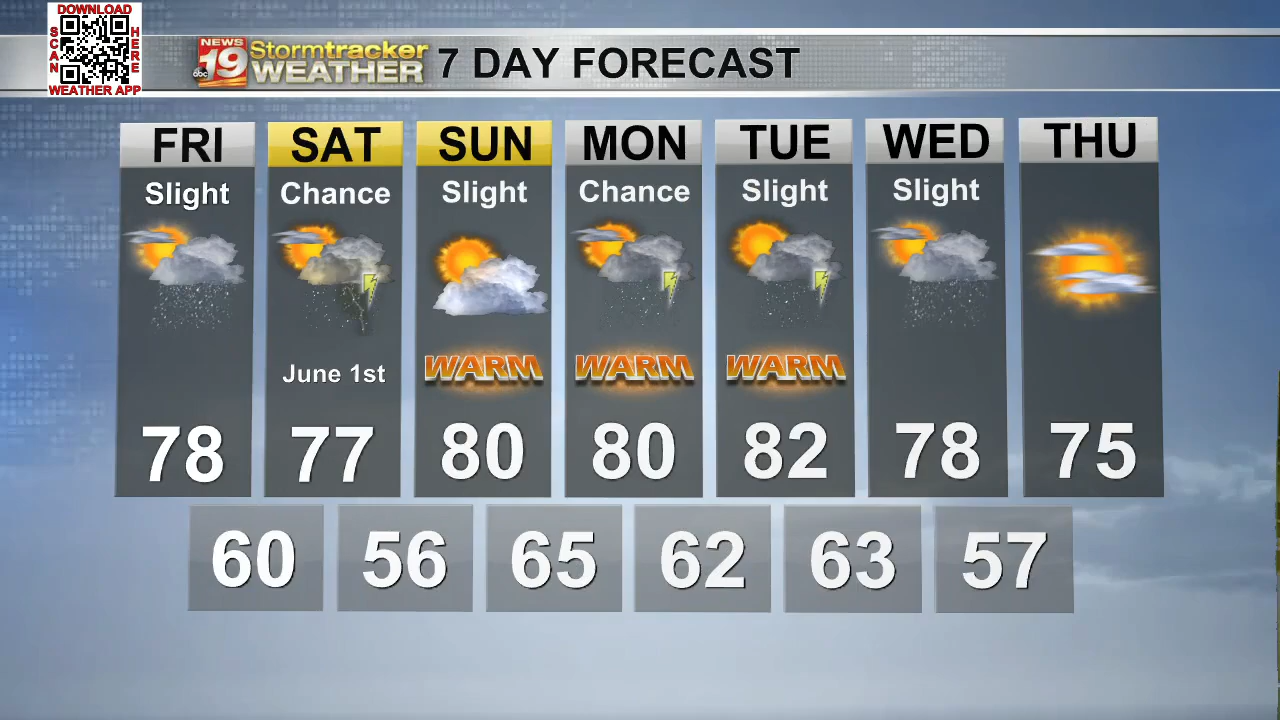 DOWNLOAD
SCAN
HERE
WEATHER APP
NEWS
abc 19
Stormtracker
WEATHER
7 DAY FORECAST
FRI SAT SUN MON TUE WED THU
Slight Chance Slight Chance Slight Slight
June 1st WARM WARM WARM
78 77 80 80 82 78 75
60 56 65 62 63 57